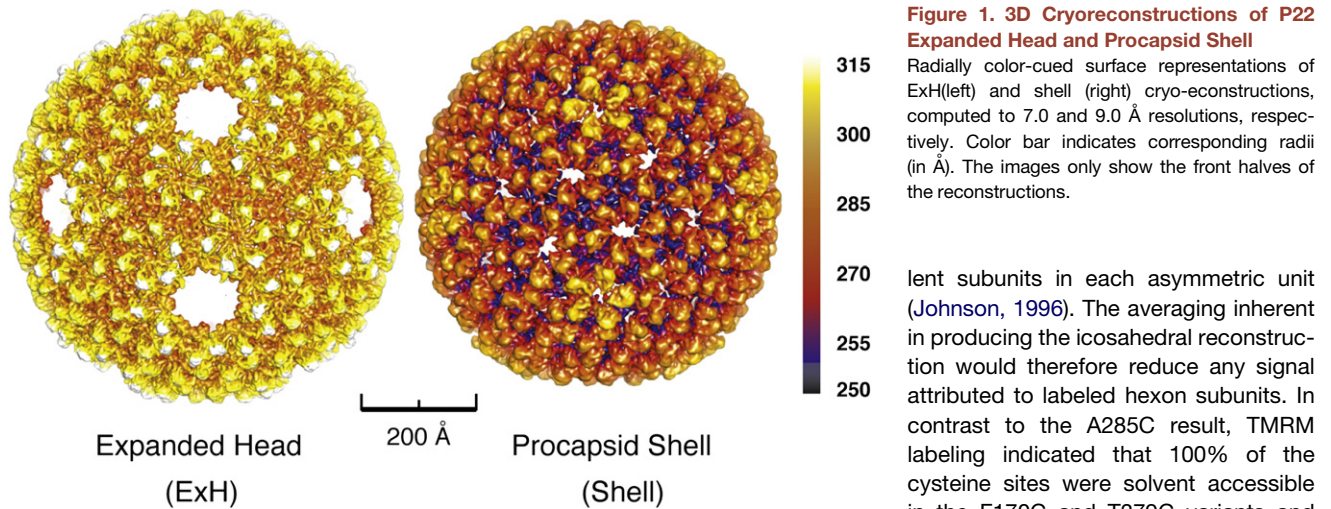 Expanded Head
(ExH)
200 Å
Procapsid Shell
(Shell)
315
300
285
270
255
250
Figure 1. 3D Cryoreconstructions of P22
Expanded Head and Procapsid Shell
Radially color-cued surface representations of
ExH(left) and shell (right) cryo-econstructions,
computed to 7.0 and 9.0 Å resolutions, respec-
tively. Color bar indicates corresponding radii
(in Å). The images only show the front halves of
the reconstructions.
lent subunits in each asymmetric unit
(Johnson, 1996). The averaging inherent
in producing the icosahedral reconstruc-
tion would therefore reduce any signal
attributed to labeled hexon subunits. In
contrast to the A285C result, TMRM
labeling indicated that 100% of the
cysteine sites were solvent accessible
in the
variants and